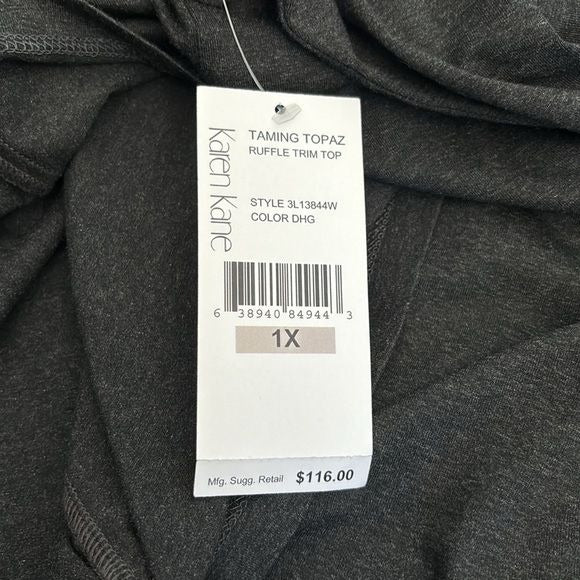 Karen Kane
TAMING TOPAZ
RUFFLE TRIM TOP
STYLE 3L13844W
COLOR DHG
6 38940 84944 3
1X
Mfg. Sugg. Retail $116.00